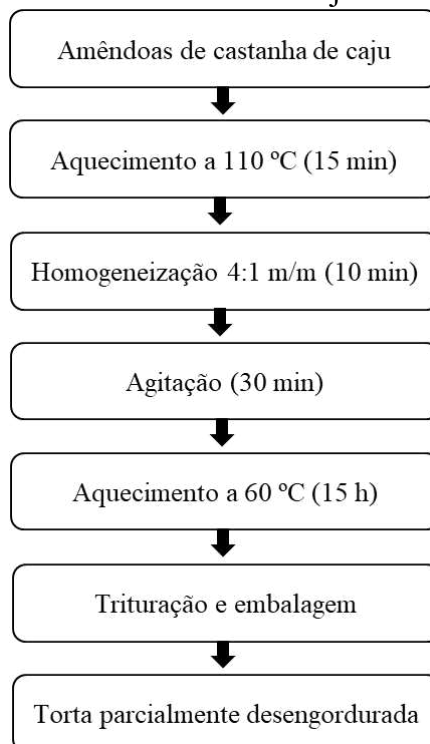 Amêndoas de castanha de caju
Aquecimento a 110 ºC (15 min)
Homogeneização 4:1 m/m (10 min)
Agitação (30 min)
Aquecimento a 60 ºC (15 h)
Trituração e embalagem
Torta parcialmente desengordurada